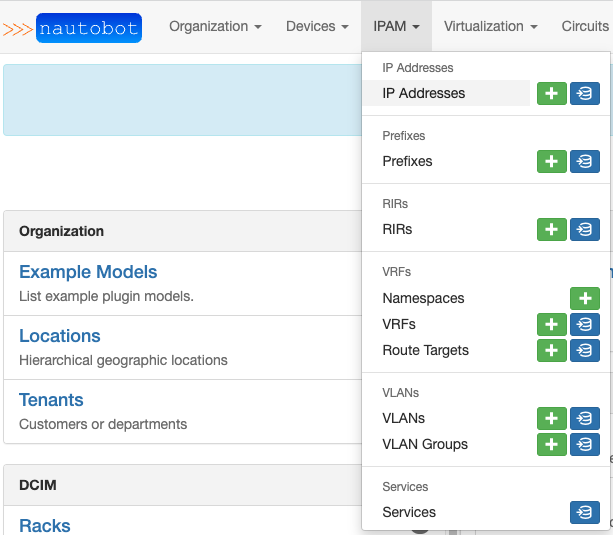 >>> nautobot Organization Devices IPAM Virtualization Circuits
IP Addresses
IP Addresses
Prefixes
Prefixes
RIRs
RIRs
VRFs
Namespaces
VRFs
Route Targets
VLANs
VLANs
VLAN Groups
Services
Services
Organization
Example Models
List example plugin models.
Locations
Hierarchical geographic locations
Tenants
Customers or departments
DCIM
Racks